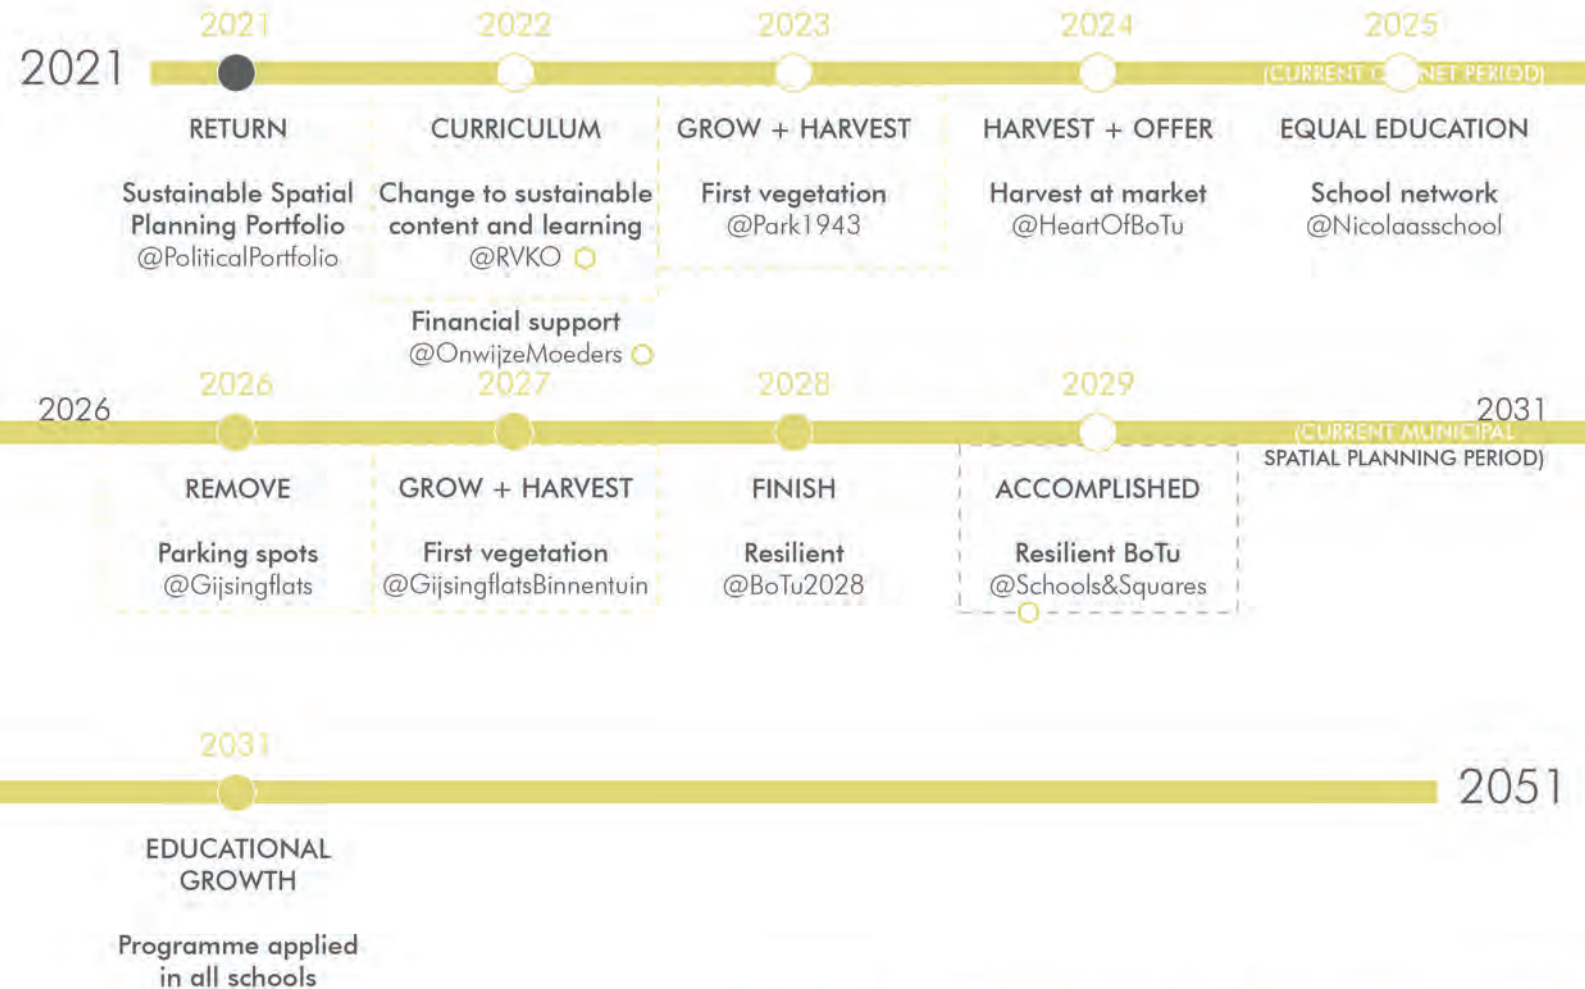 2021 2022 2023 2024 2025
2021
(CURRENT C NET PERIOD)
RETURN
Sustainable Spatial
Planning Portfolio
@PoliticalPortfolio
CURRICULUM
Change to sustainable
content and learning
@RVKO
Financial support
@OnwijzeMoeders
GROW + HARVEST
First vegetation
@Park1943
HARVEST + OFFER
Harvest at market
@HeartOfBoTu
EQUAL EDUCATION
School network
@Nicolaasschool
2026 2027 2028 2029
2026
2031
(CURRENT MUNICIPAL
SPATIAL PLANNING PERIOD)
REMOVE
Parking spots
@Gijsingflats
GROW + HARVEST
First vegetation
@GijsingflatsBinnentuin
FINISH
Resilient
@BoTu2028
ACCOMPLISHED
Resilient BoTu
@Schools&Squares
2031
2051
EDUCATIONAL
GROWTH
Programme applied
in all schools